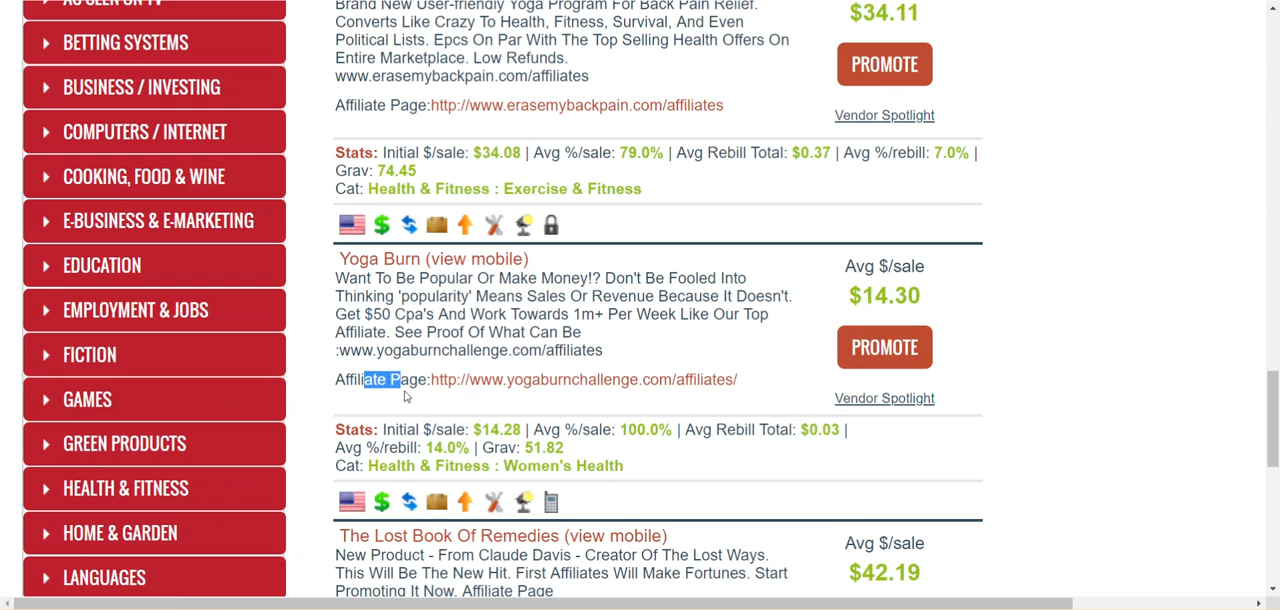 AS SEEN ON TV
BETTING SYSTEMS
BUSINESS / INVESTING
COMPUTERS / INTERNET
COOKING, FOOD & WINE
E-BUSINESS & E-MARKETING
EDUCATION
EMPLOYMENT & JOBS
FICTION
GAMES
GREEN PRODUCTS
HEALTH & FITNESS
HOME & GARDEN
LANGUAGES
Brand New User-friendly Yoga Program For Back Pain Relief.
Converts Like Crazy To Health, Fitness, Survival, And Even
Political Lists. Epcs On Par With The Top Selling Health Offers On
Entire Marketplace. Low Refunds.
www.erasemybackpain.com/affiliates
Affiliate Page:http://www.erasemybackpain.com/affiliates
$34.11
PROMOTE
Vendor Spotlight
Stats: Initial $/sale: $34.08 | Avg %/sale: 79.0% | Avg Rebill Total: $0.37 | Avg %/rebill: 7.0% |
Grav: 74.45
Cat: Health & Fitness : Exercise & Fitness
Yoga Burn (view mobile)
Want To Be Popular Or Make Money!? Don't Be Fooled Into
Thinking 'popularity' Means Sales Or Revenue Because It Doesn't.
Get $50 Cpa's And Work Towards 1m+ Per Week Like Our Top
Affiliate. See Proof Of What Can Be
:www.yogaburnchallenge.com/affiliates
Affiliate Page:http://www.yogaburnchallenge.com/affiliates/
Avg $/sale
$14.30
PROMOTE
Vendor Spotlight
Stats: Initial $/sale: $14.28 | Avg %/sale: 100.0% | Avg Rebill Total: $0.03 |
Avg %/rebill: 14.0% | Grav: 51.82
Cat: Health & Fitness : Women's Health
The Lost Book Of Remedies (view mobile)
New Product - From Claude Davis - Creator Of The Lost Ways.
This Will Be The New Hit. First Affiliates Will Make Fortunes. Start
Promoting It Now. Affiliate Page
Avg $/sale
$42.19